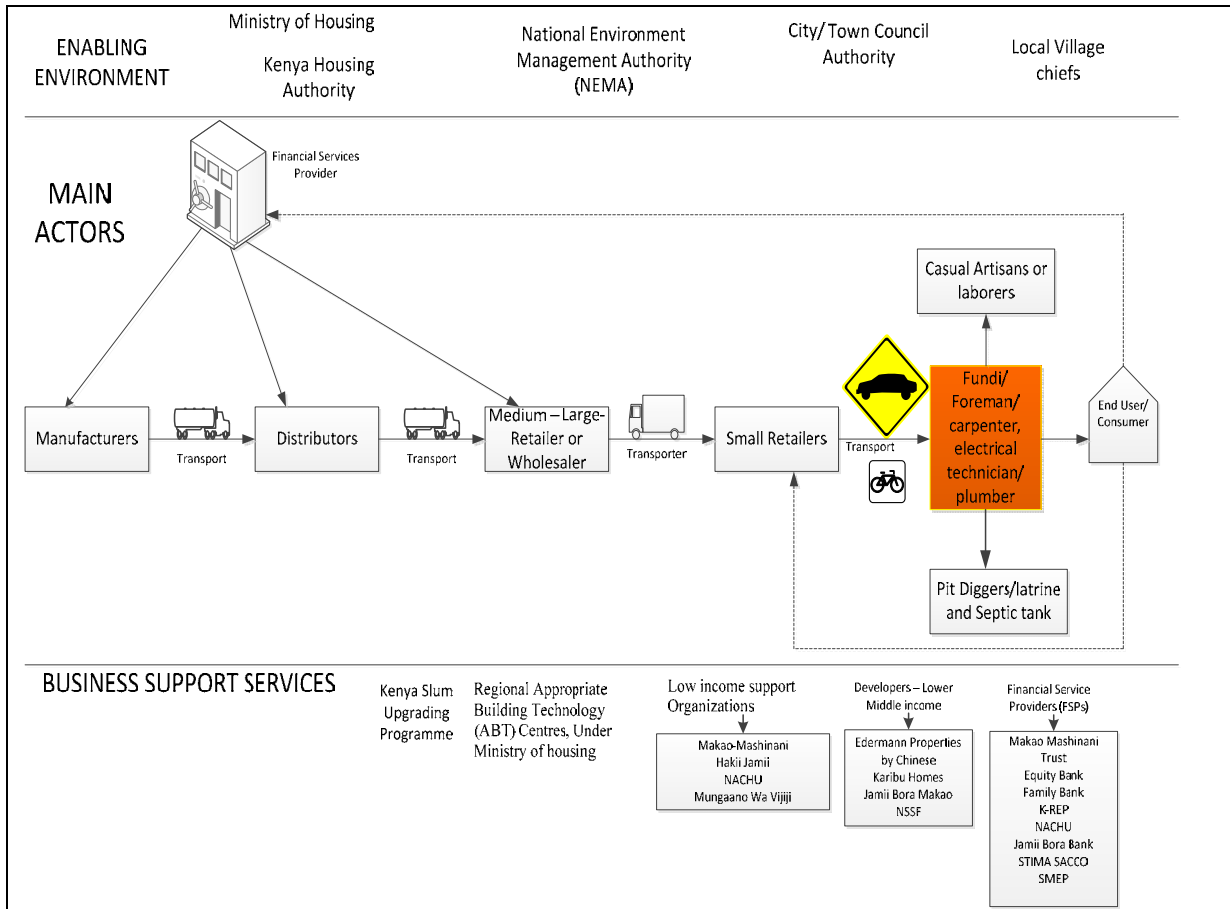 ENABLING
ENVIRONMENT
Ministry of Housing
Kenya Housing
Authority
National Environment
Management Authority
(NEMA)
City/ Town Council
Authority
Local Village
chiefs
MAIN
ACTORS
Financial Services
Provider
Manufacturers
Transport
Distributors
Transport
Medium – Large-
Retailer or
Wholesaler
Transporter
Small Retailers
Transport
Casual Artisans or
laborers
Fundi/
Foreman/
carpenter,
electrical
technician/
plumber
End User/
Consumer
Pit Diggers/latrine
and Septic tank
BUSINESS SUPPORT SERVICES
Kenya Slum
Upgrading
Programme
Regional Appropriate
Building Technology
(ABT) Centres, Under
Ministry of housing
Low income support
Organizations
Makao-Mashinani
Hakii Jamii
NACHU
Mungaano Wa Vijiji
Developers – Lower
Middle income
Edermann Properties
by Chinese
Karibu Homes
Jamii Bora Makao
NSSF
Financial Service
Providers (FSPs)
Makao Mashinani
Trust
Equity Bank
Family Bank
K-REP
NACHU
Jamii Bora Bank
STIMA SACCO
SMEP